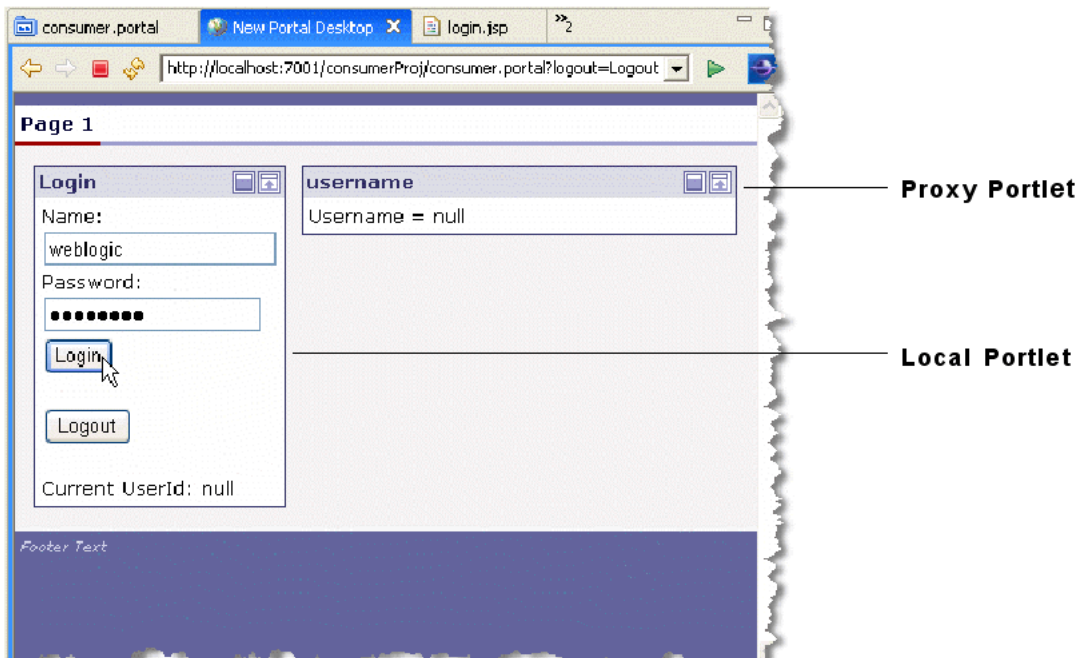 consumer.portal
New Portal Desktop
login.jsp
»2
http://localhost:7001/consumerProj/consumer.portal?logout=Logout
Page 1
Login
username
Proxy Portlet
Name:
Username = null
weblogic
Password:
●●●●●●●●
Login
Local Portlet
Logout
Current UserId: null
Footer Text